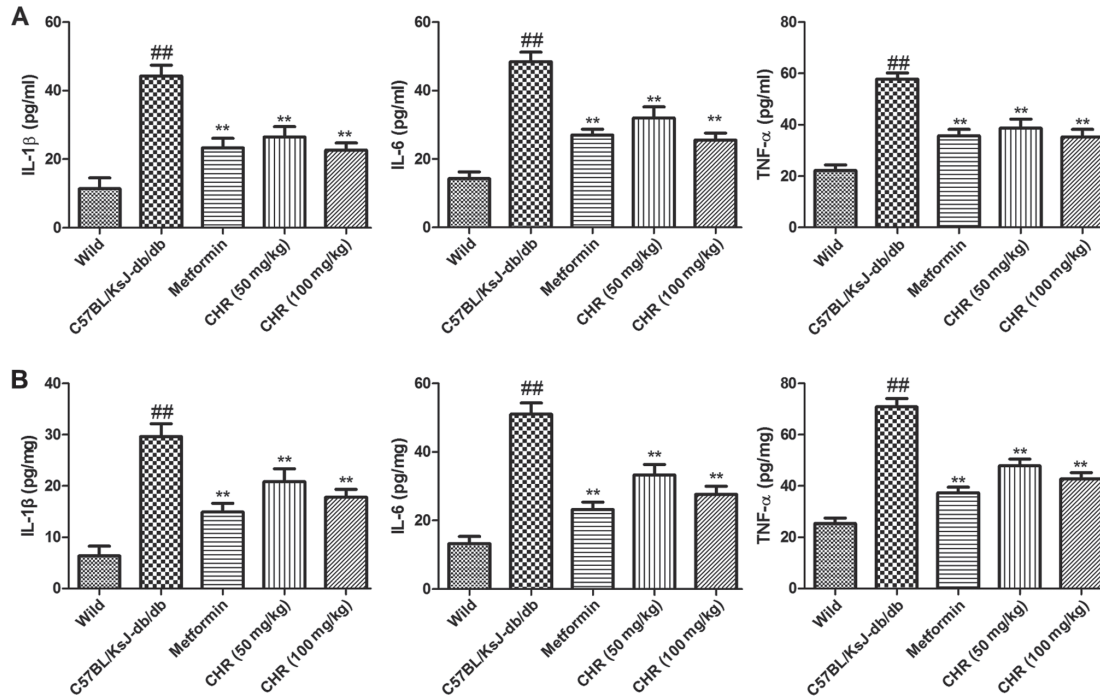 A
IL-1β (pg/ml)
60
40
20
0
##
**
**
**
Wild
C57BL/KsJ-db/db
Metformin
CHR (50 mg/kg)
CHR (100 mg/kg)
IL-6 (pg/ml)
60
40
20
0
##
**
**
**
Wild
C57BL/KsJ-db/db
Metformin
CHR (50 mg/kg)
CHR (100 mg/kg)
TNF-α (pg/ml)
80
60
40
20
0
##
**
**
**
Wild
C57BL/KsJ-db/db
Metformin
CHR (50 mg/kg)
CHR (100 mg/kg)
B
IL-1β (pg/mg)
40
30
20
10
0
##
**
**
**
Wild
C57BL/KsJ-db/db
Metformin
CHR (50 mg/kg)
CHR (100 mg/kg)
IL-6 (pg/mg)
60
40
20
0
##
**
**
**
Wild
C57BL/KsJ-db/db
Metformin
CHR (50 mg/kg)
CHR (100 mg/kg)
TNF-α (pg/mg)
80
60
40
20
0
##
**
**
**
Wild
C57BL/KsJ-db/db
Metformin
CHR (50 mg/kg)
CHR (100 mg/kg)